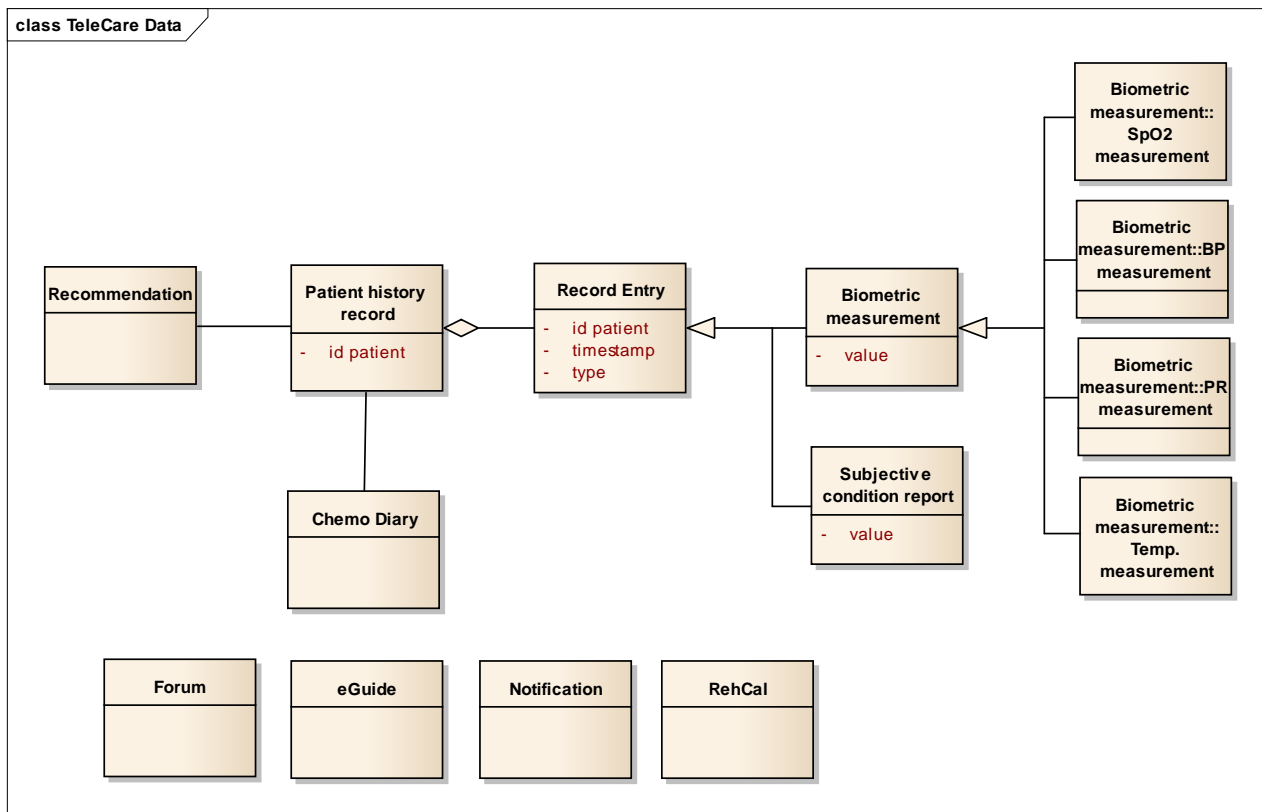 class TeleCare Data
Biometric
measurement::
SpO2
measurement
Biometric
measurement::BP
measurement
Recommendation
Patient history
record
- id patient
Record Entry
- id patient
- timestamp
- type
Biometric
measurement
- value
Biometric
measurement::PR
measurement
Subjective
condition report
- value
Biometric
measurement::
Temp.
measurement
Chemo Diary
Forum
eGuide
Notification
RehCal